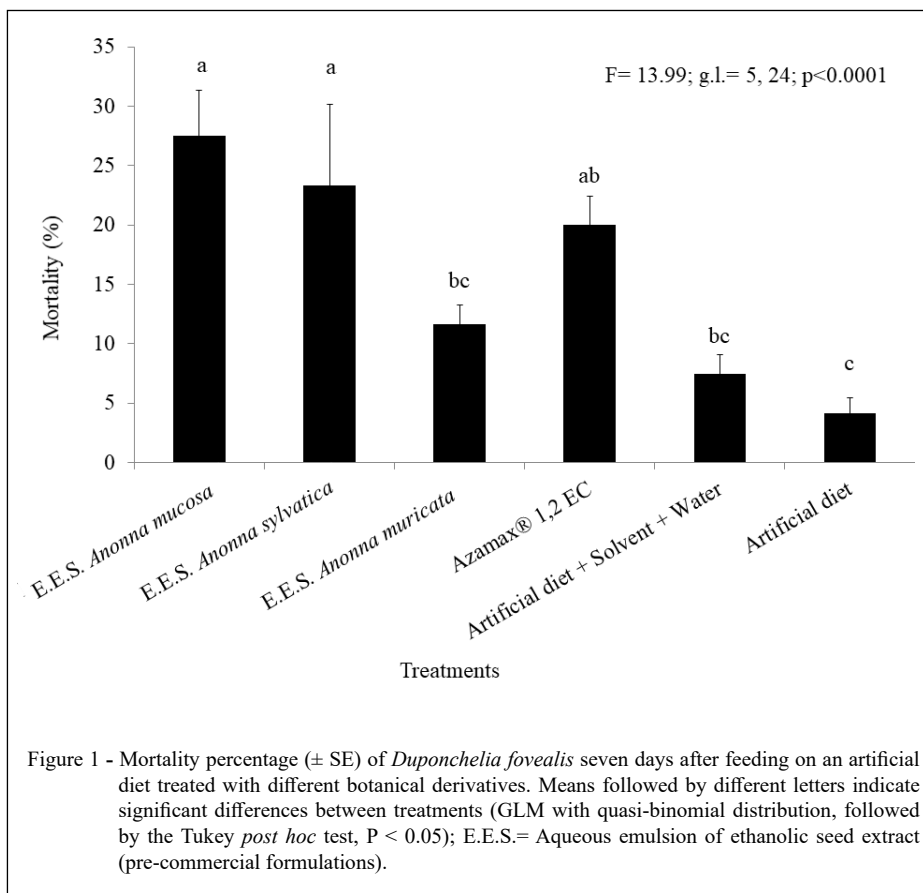 35
30
25
20
15
10
5
0
Mortality (%)
F= 13.99; g.l.= 5, 24; p<0.0001
a
a
bc
ab
bc
c
E.E.S. Anonna mucosa
E.E.S. Anonna sylvatica
E.E.S. Anonna muricata
Azamax® 1,2 EC
Artificial diet + Solvent + Water
Artificial diet
Treatments
Figure 1 - Mortality percentage (± SE) of Duponchelia fovealis seven days after feeding on an artificial
diet treated with different botanical derivatives. Means followed by different letters indicate
significant differences between treatments (GLM with quasi-binomial distribution, followed
by the Tukey post hoc test, P < 0.05); E.E.S.= Aqueous emulsion of ethanolic seed extract
(pre-commercial formulations).